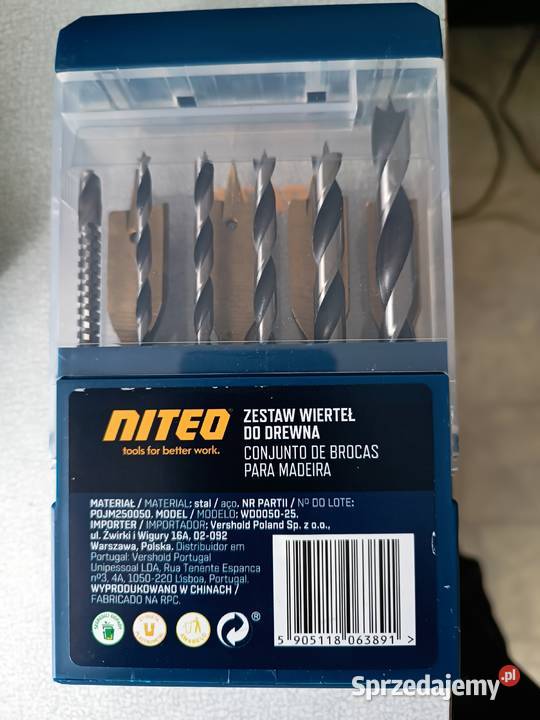 NITEO
tools for better work.
ZESTAW WIERTEŁ
DO DREWNA
CONJUNTO DE BROCAS
PARA MADEIRA
MATERIAŁ / MATERIAL: stal / aço. NR PARTII / Nº DO LOTE:
POJM250050. MODEL / MODELO: WD0050-25.
IMPORTER / IMPORTADOR: Vershold Poland Sp. z o.o.,
ul. Żwirki i Wigury 16A, 02-092
Warszawa, Polska. Distribuidor em
Portugal: Vershold Portugal
Unipessoal LDA, Rua Tenente Espanca
nº3, 4A, 1050-220 Lisboa, Portugal.
WYPRODUKOWANO W CHINACH /
FABRICADO NA RPC.
®
5 905118 063891 >
Sprzedajemy.pl